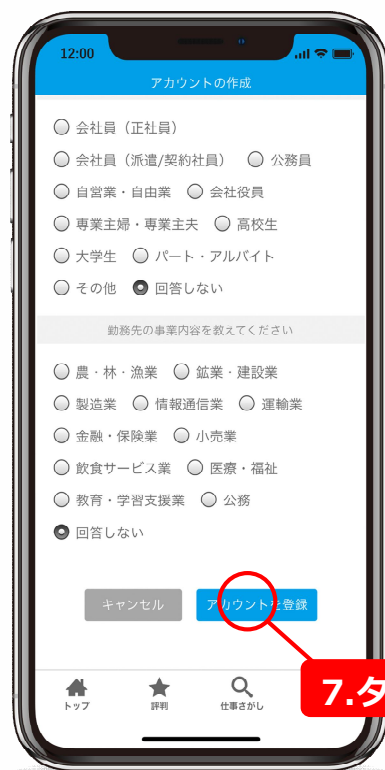 12:00
アカウントの作成
会社員（正社員）
会社員（派遣/契約社員） 公務員
自営業・自由業 会社役員
専業主婦・専業主夫 高校生
大学生 パート・アルバイト
その他 回答しない
勤務先の事業内容を教えてください
農・林・漁業 鉱業・建設業
製造業 情報通信業 運輸業
金融・保険業 小売業
飲食サービス業 医療・福祉
教育・学習支援業 公務
回答しない
キャンセル アカウントを登録
トップ 評判 仕事さがし
7.タ